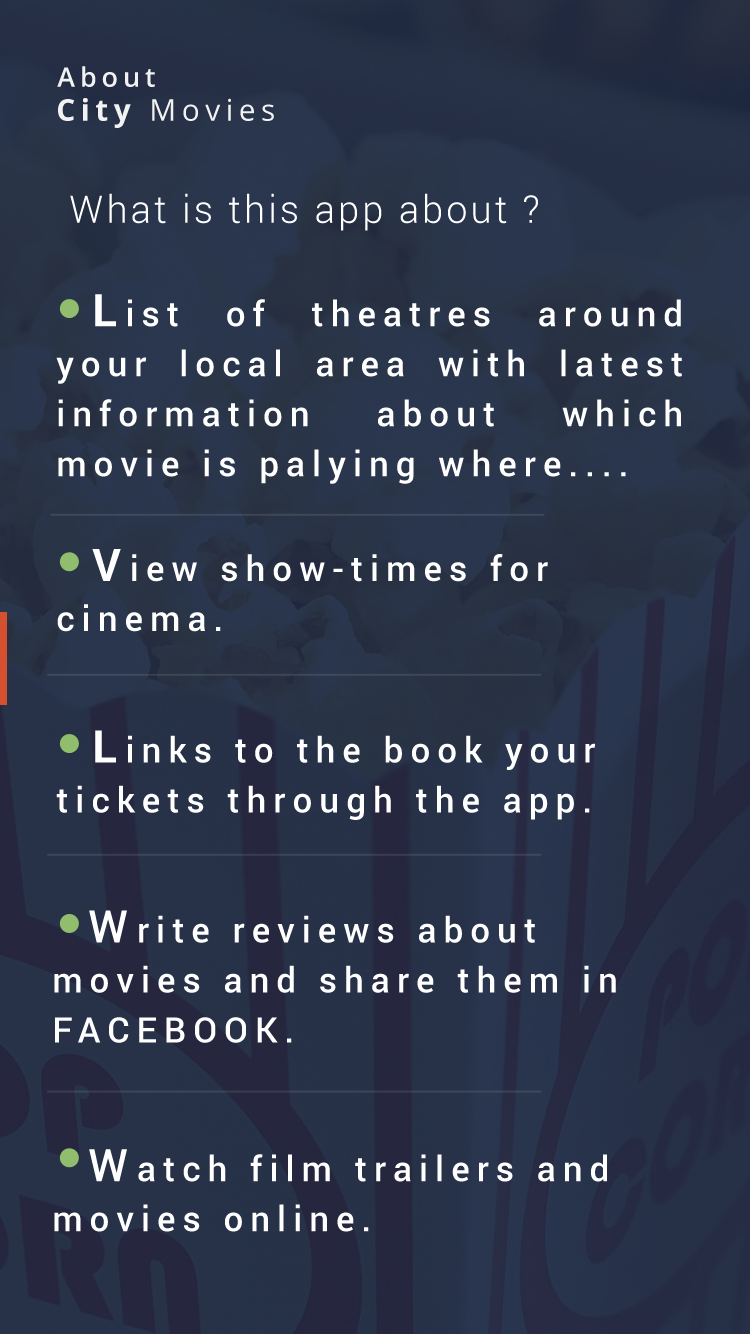 About
City Movies
What is this app about ?
List of theatres around
your local area with latest
information about which
movie is palying where....
View show-times for
cinema.
Links to the book your
tickets through the app.
Write reviews about
movies and share them in
FACEBOOK.
Watch film trailers and
movies online.